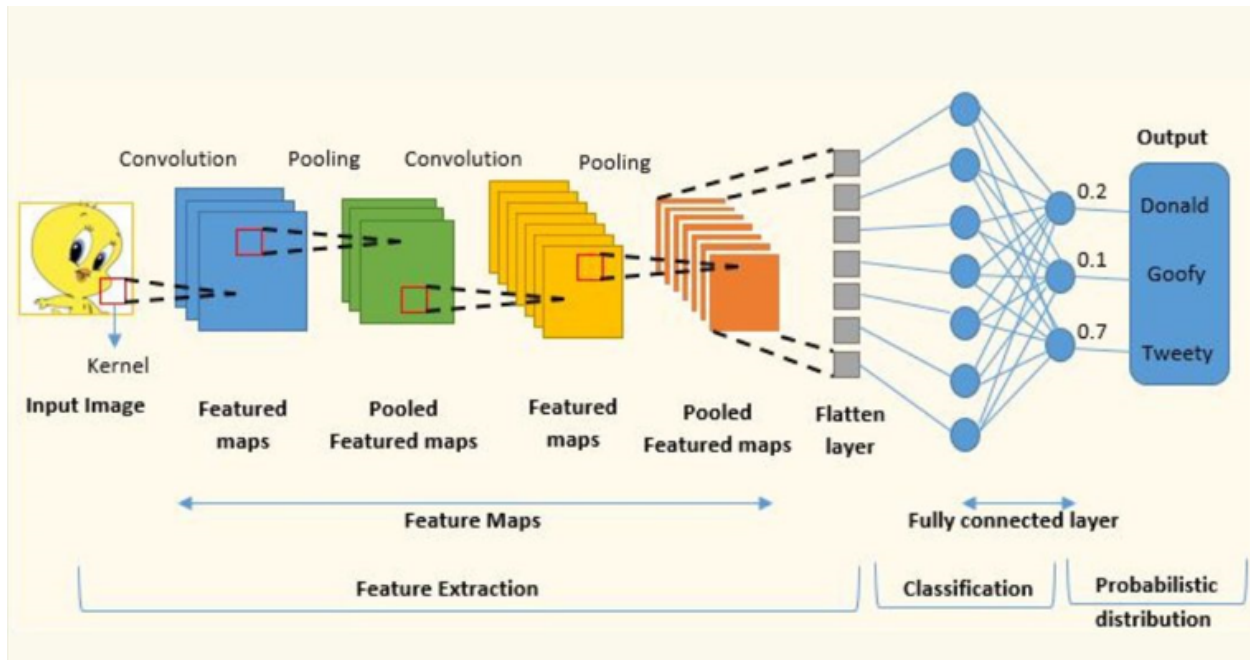 Convolution
Pooling
Convolution
Pooling
Output
0.2
Donald
0.1
Goofy
0.7
Tweety
Kernel
Input Image
Featured
maps
Pooled
Featured maps
Featured
maps
Pooled
Featured maps
Flatten
layer
Feature Maps
Fully connected layer
Feature Extraction
Classification
Probabilistic
distribution